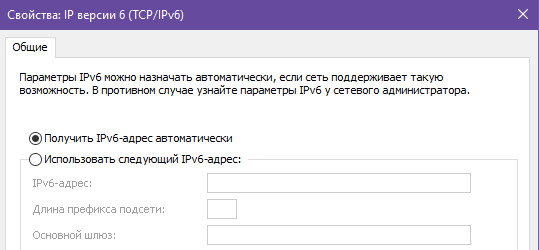 Свойства: IP версии 6 (TCP/IPv6)
Общие
Параметры IPv6 можно назначать автоматически, если сеть поддерживает такую
возможность. В противном случае узнайте параметры IPv6 у сетевого администратора.
Получить IPv6-адрес автоматически
Использовать следующий IPv6-адрес:
IPv6-адрес:
Длина префикса подсети:
Основной шлюз: